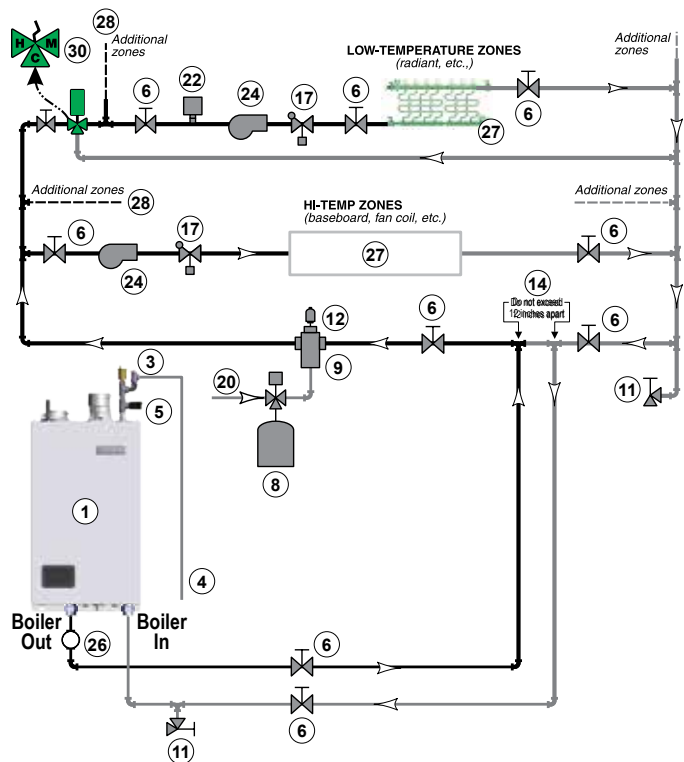 28
30
Additional
zones
H M
C
LOW-TEMPERATURE ZONES
(radiant, etc.,)
Additional
zones
6
22
24
17
6
6
27
Additional zones
28
HI-TEMP ZONES
(baseboard, fan coil, etc.)
Additional zones
6
17
27
6
24
14
Do not exceed
12 inches apart
12
6
6
9
3
20
11
5
8
1
4
Boiler
Out
Boiler
In
26
6
6
11